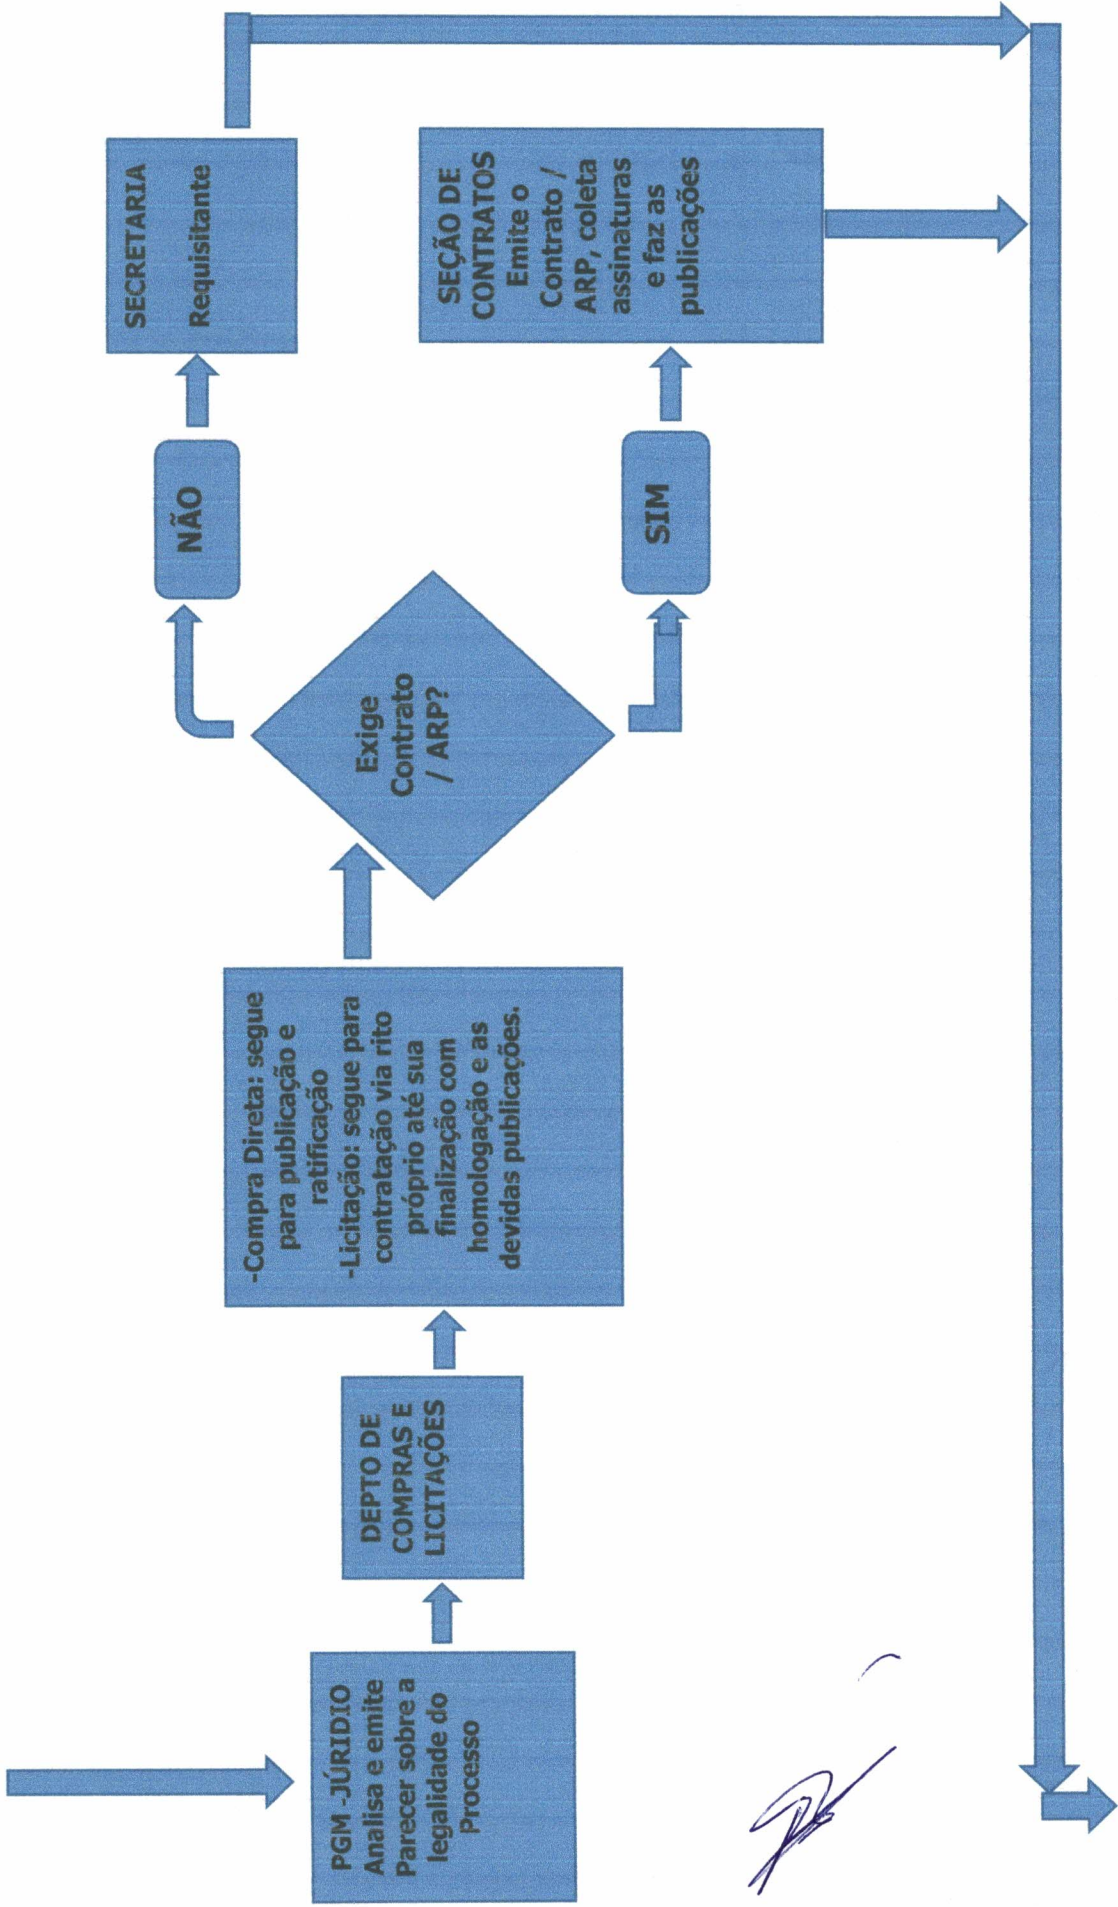 PGM -JÚRIDIO
Analisa e emite
Parecer sobre a
legalidade do
Processo
DEPTO DE
COMPRAS E
LICITAÇÕES
-Compra Direta: segue
para publicação e
ratificação
-Licitação: segue para
contratação via rito
próprio até sua
finalização com
homologação e as
devidas publicações.
Exige
Contrato
/ ARP?
NÃO
SECRETARIA
Requisitante
SIM
SEÇÃO DE
CONTRATOS
Emite o
Contrato /
ARP, coleta
assinaturas
e faz as
publicações